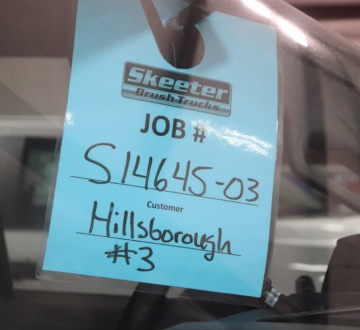 Skeeter
Brush Trucks
JOB #
S14645-03
Customer
Hillsborough
#3